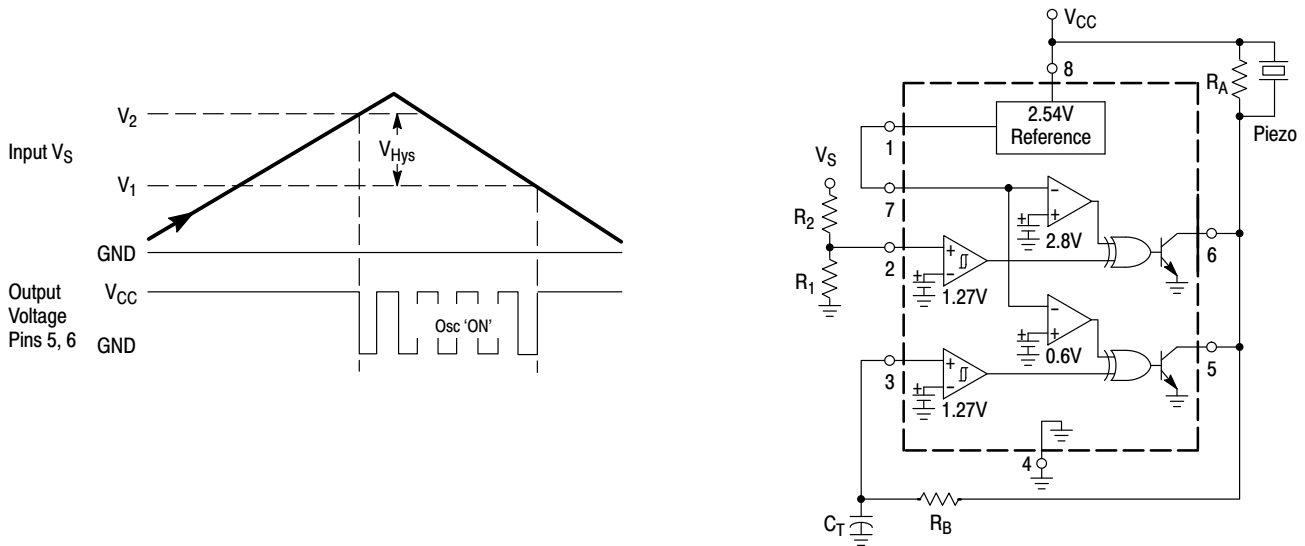 V2
Input VS
VHys
V1
GND
Output
Voltage
Pins 5, 6
VCC
GND
Osc 'ON'
VCC
8
RA
Piezo
2.54V
Reference
1
VS
7
R2
2.8V
6
2
R1
1.27V
0.6V
5
3
1.27V
4
CT
RB